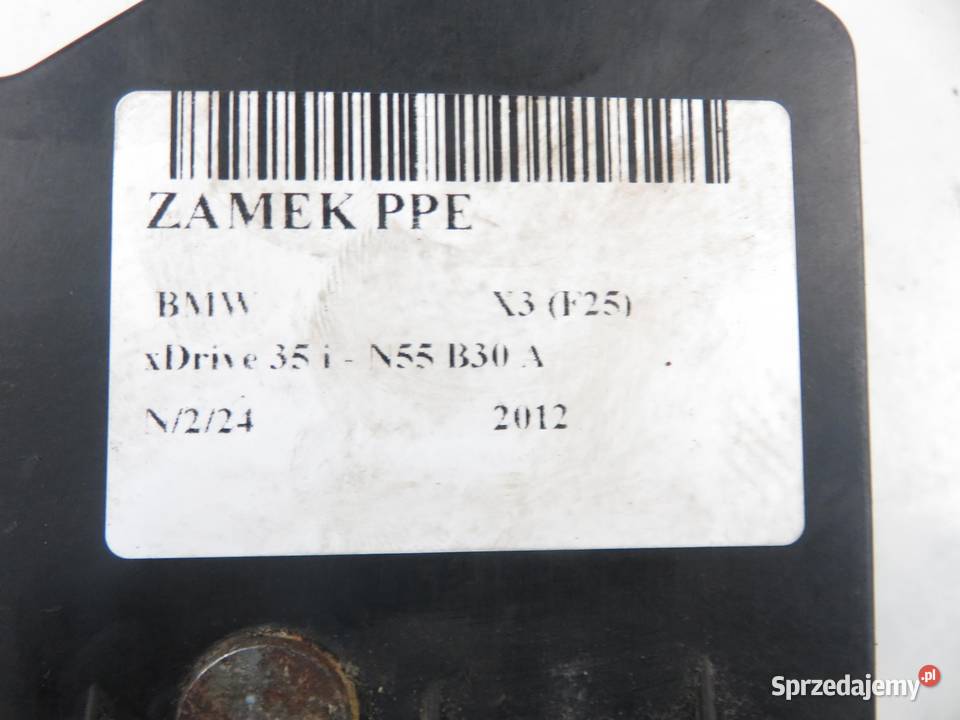 ZAMEK PPE
BMW X3 (F25)
xDrive 35 i - N55 B30 A
N/2/24 2012
Sprzedajemy.pl